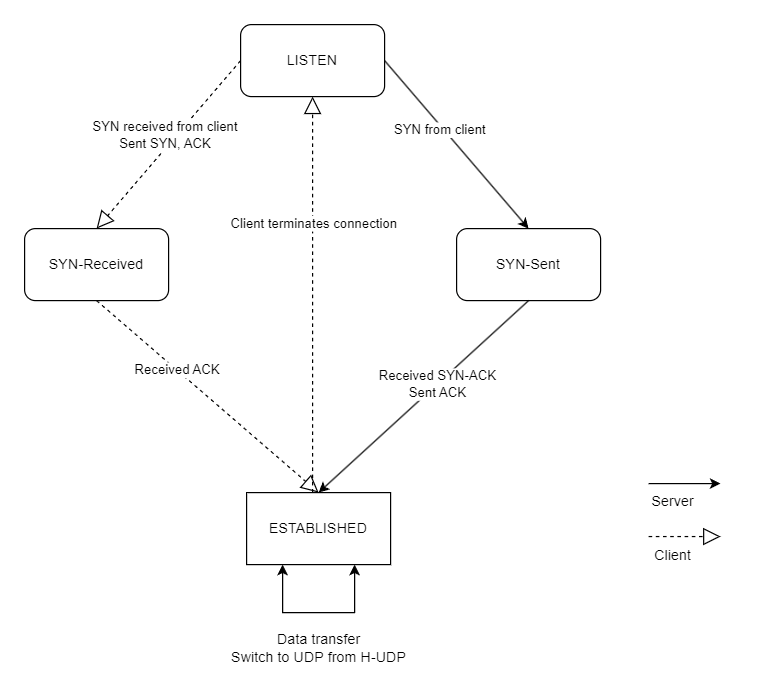 LISTEN
SYN received from client
Sent SYN, ACK
SYN from client
Client terminates connection
SYN-Received
SYN-Sent
Received ACK
Received SYN-ACK
Sent ACK
ESTABLISHED
Server
Client
Data transfer
Switch to UDP from H-UDP